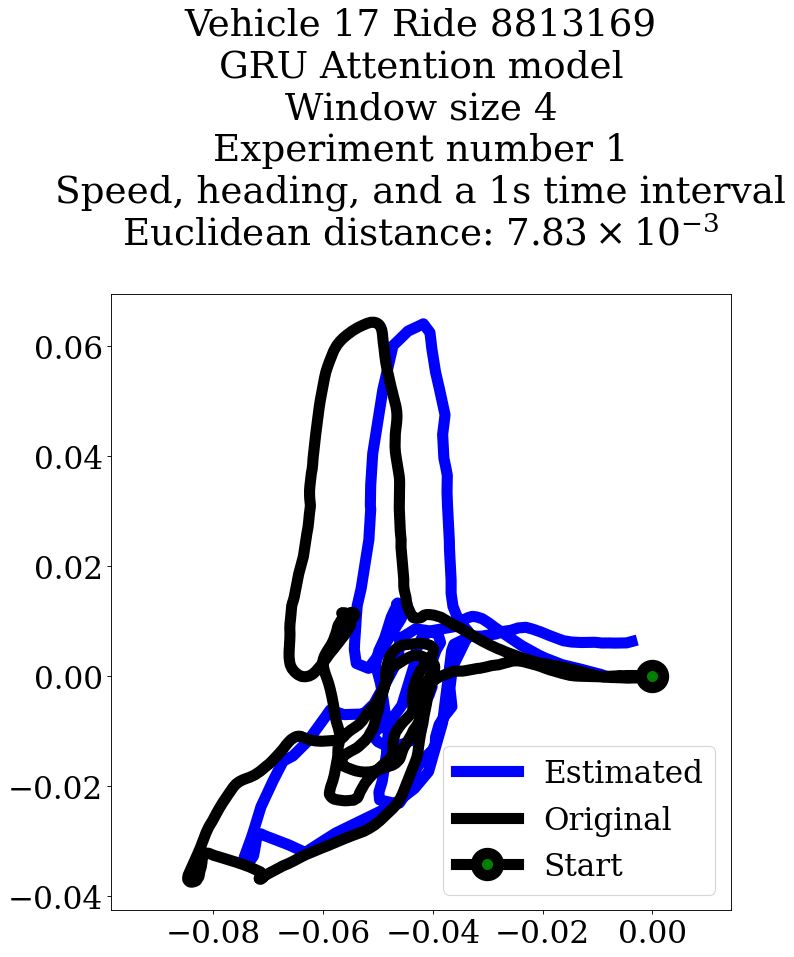 Vehicle 17 Ride 8813169
GRU Attention model
Window size 4
Experiment number 1
Speed, heading, and a 1s time interval
Euclidean distance: 7.83 × 10⁻³
0.06
0.04
0.02
0.00
−0.02
−0.04
Estimated
Original
Start
−0.08 −0.06 −0.04 −0.02 0.00